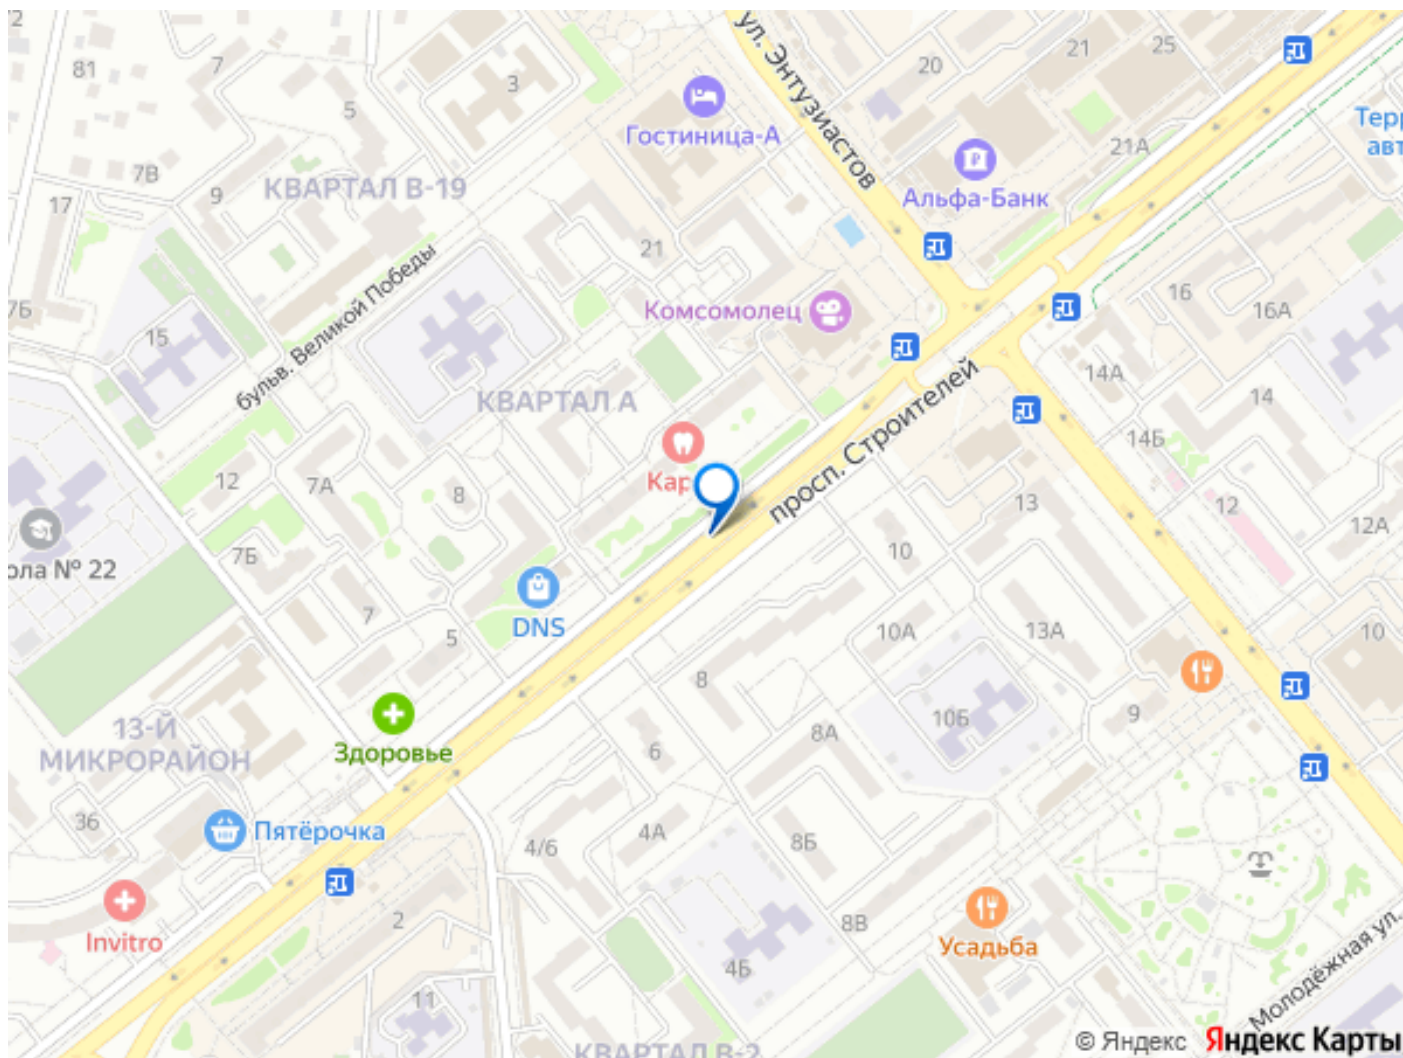 2
81
7
3
5
7В
9
17
КВАРТАЛ В-19
Гостиница-А
ул. Энтузиастов
20
21
25
21А
Альфа-Банк
Терр
авт
7Б
15
бульв. Великой Победы
21
Комсомолец
КВАРТАЛ А
16
16А
14А
14
14Б
12
12А
просп. Строителей
Кар
12
7А
8
7Б
ола № 22
7
5
DNS
13
10
10А
13А
10
8
9
10Б
8А
6
Здоровье
13-Й
МИКРОРАЙОН
36
Пятёрочка
Invitro
4/6
4А
8Б
8В
2
4Б
11
Усадьба
КВАРТАЛ В-2
Молодёжная ул.
© Яндекс Яндекс Карты